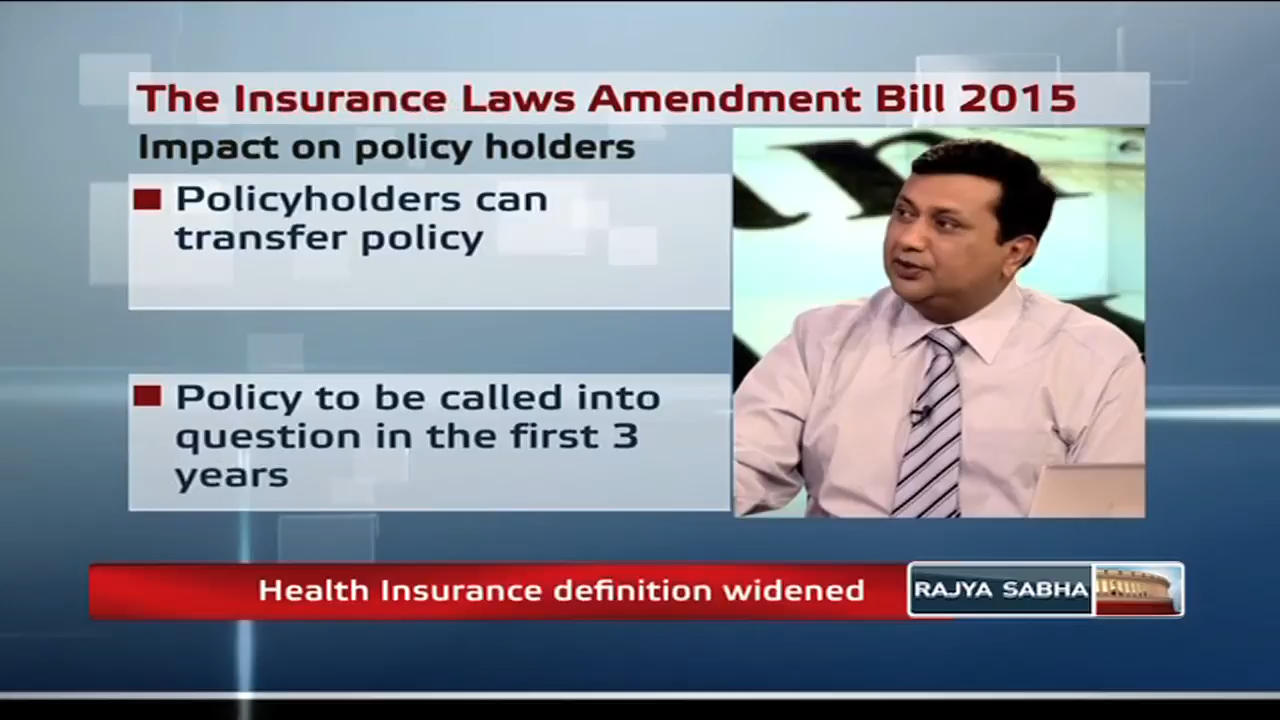 The Insurance Laws Amendment Bill 2015
Impact on policy holders
Policyholders can
transfer policy
Policy to be called into
question in the first 3
years
Health Insurance definition widened
RAJYA SABHA